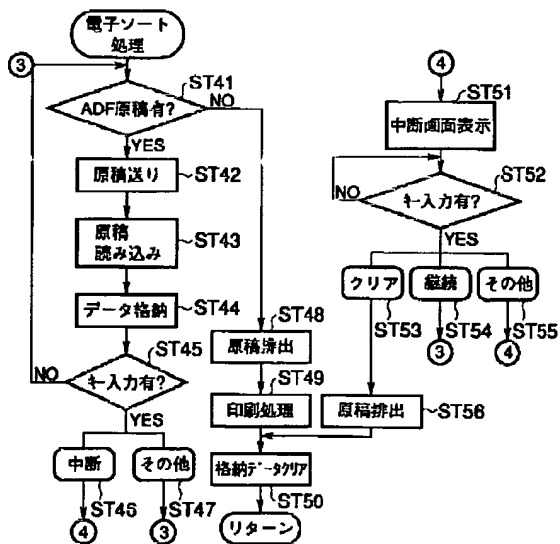 電子ソート
処理
3
ST41
ADF原稿有?
NO
YES
原稿送り
ST42
原稿
読み込み
ST43
データ格納
ST44
ST45
NO
キー入力有?
YES
中断
その他
ST46
ST47
4
3
ST48
原稿排出
ST49
印刷処理
格納データクリア
ST50
リターン
4
ST51
中断画面表示
ST52
NO
キー入力有?
YES
クリア
継続
その他
ST53
ST54
ST55
3
4
原稿排出
ST56